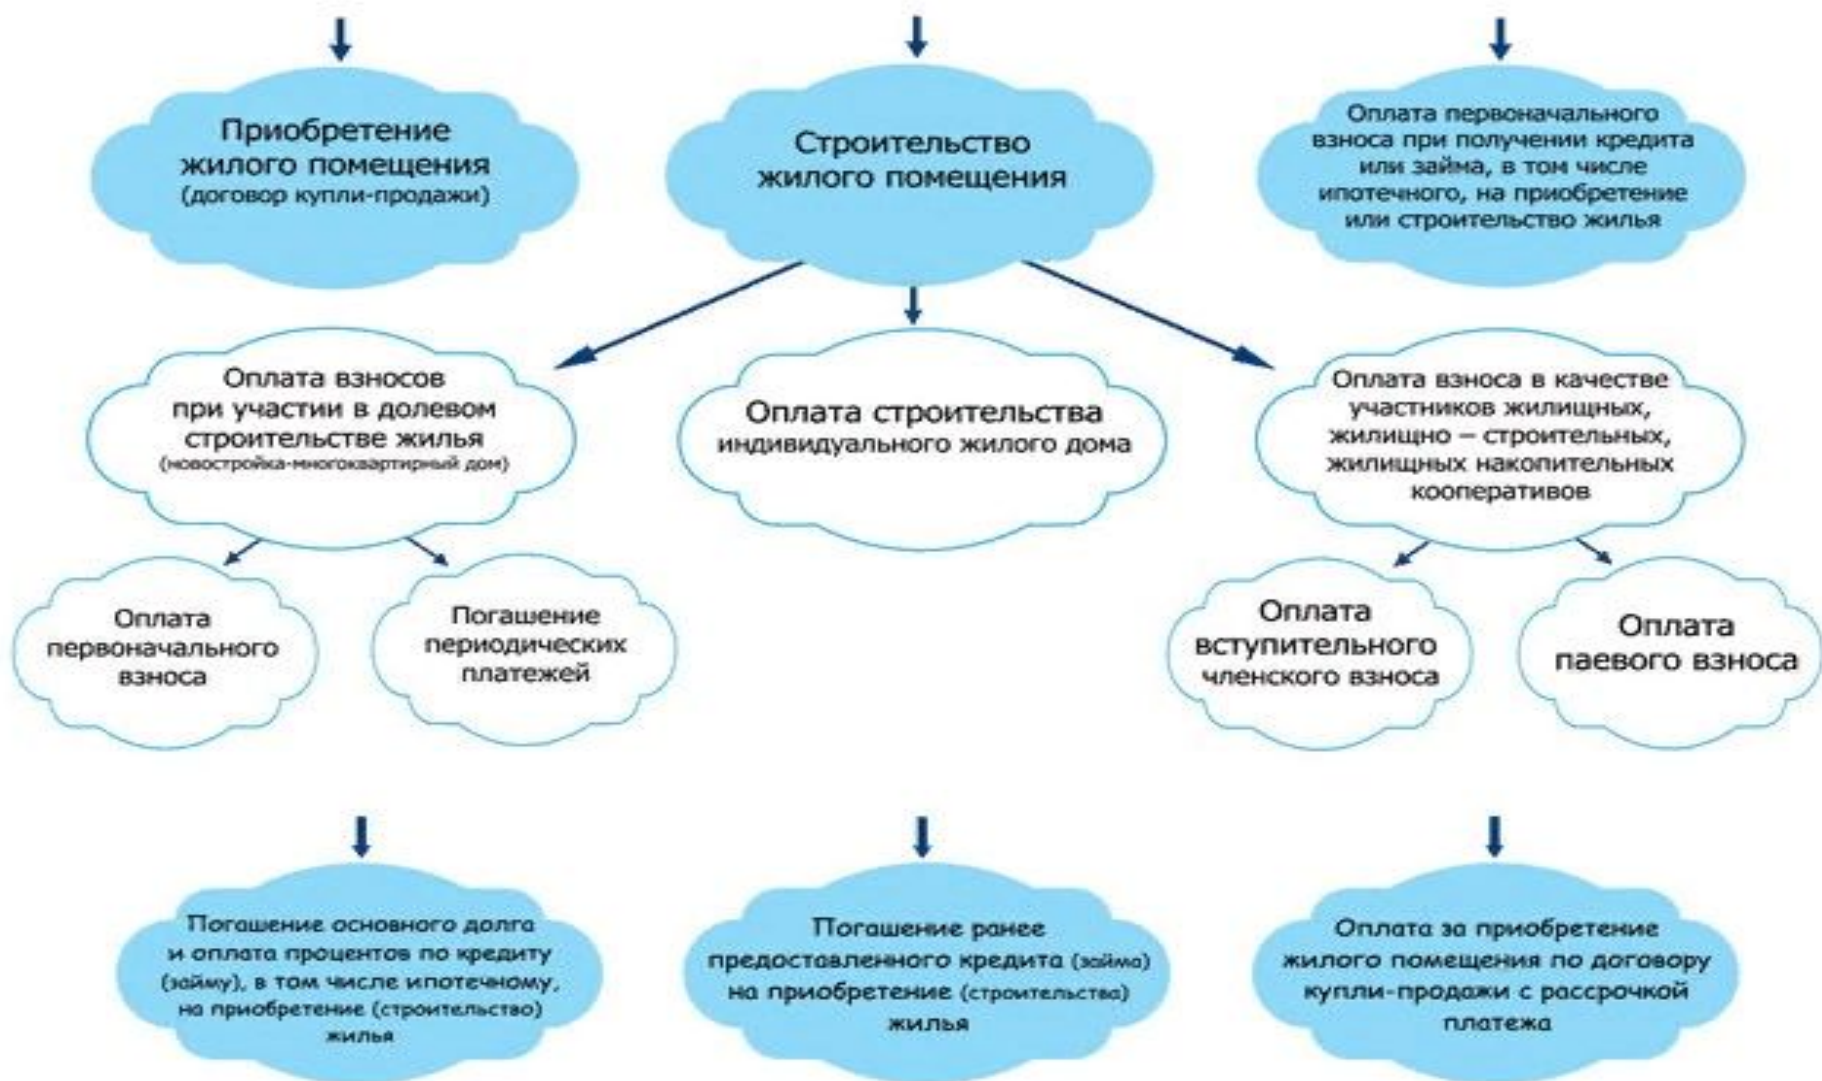 Приобретение
жилого помещения
(договор купли-продажи)
Строительство
жилого помещения
Оплата первоначального
взноса при получении кредита
или займа, в том числе
ипотечного, на приобретение
или строительство жилья
Оплата взносов
при участии в долевом
строительстве жилья
(новостройка-многоквартирный дом)
Оплата строительства
индивидуального жилого дома
Оплата взноса в качестве
участников жилищных,
жилищно – строительных,
жилищных накопительных
кооперативов
Оплата
первоначального
взноса
Погашение
периодических
платежей
Оплата
вступительного
членского взноса
Оплата
паевого взноса
Погашение основного долга
и оплата процентов по кредиту
(займу), в том числе ипотечному,
на приобретение (строительство)
жилья
Погашение ранее
предоставленного кредита (займа)
на приобретение (строительства)
жилья
Оплата за приобретение
жилого помещения по договору
купли-продажи с рассрочкой
платежа